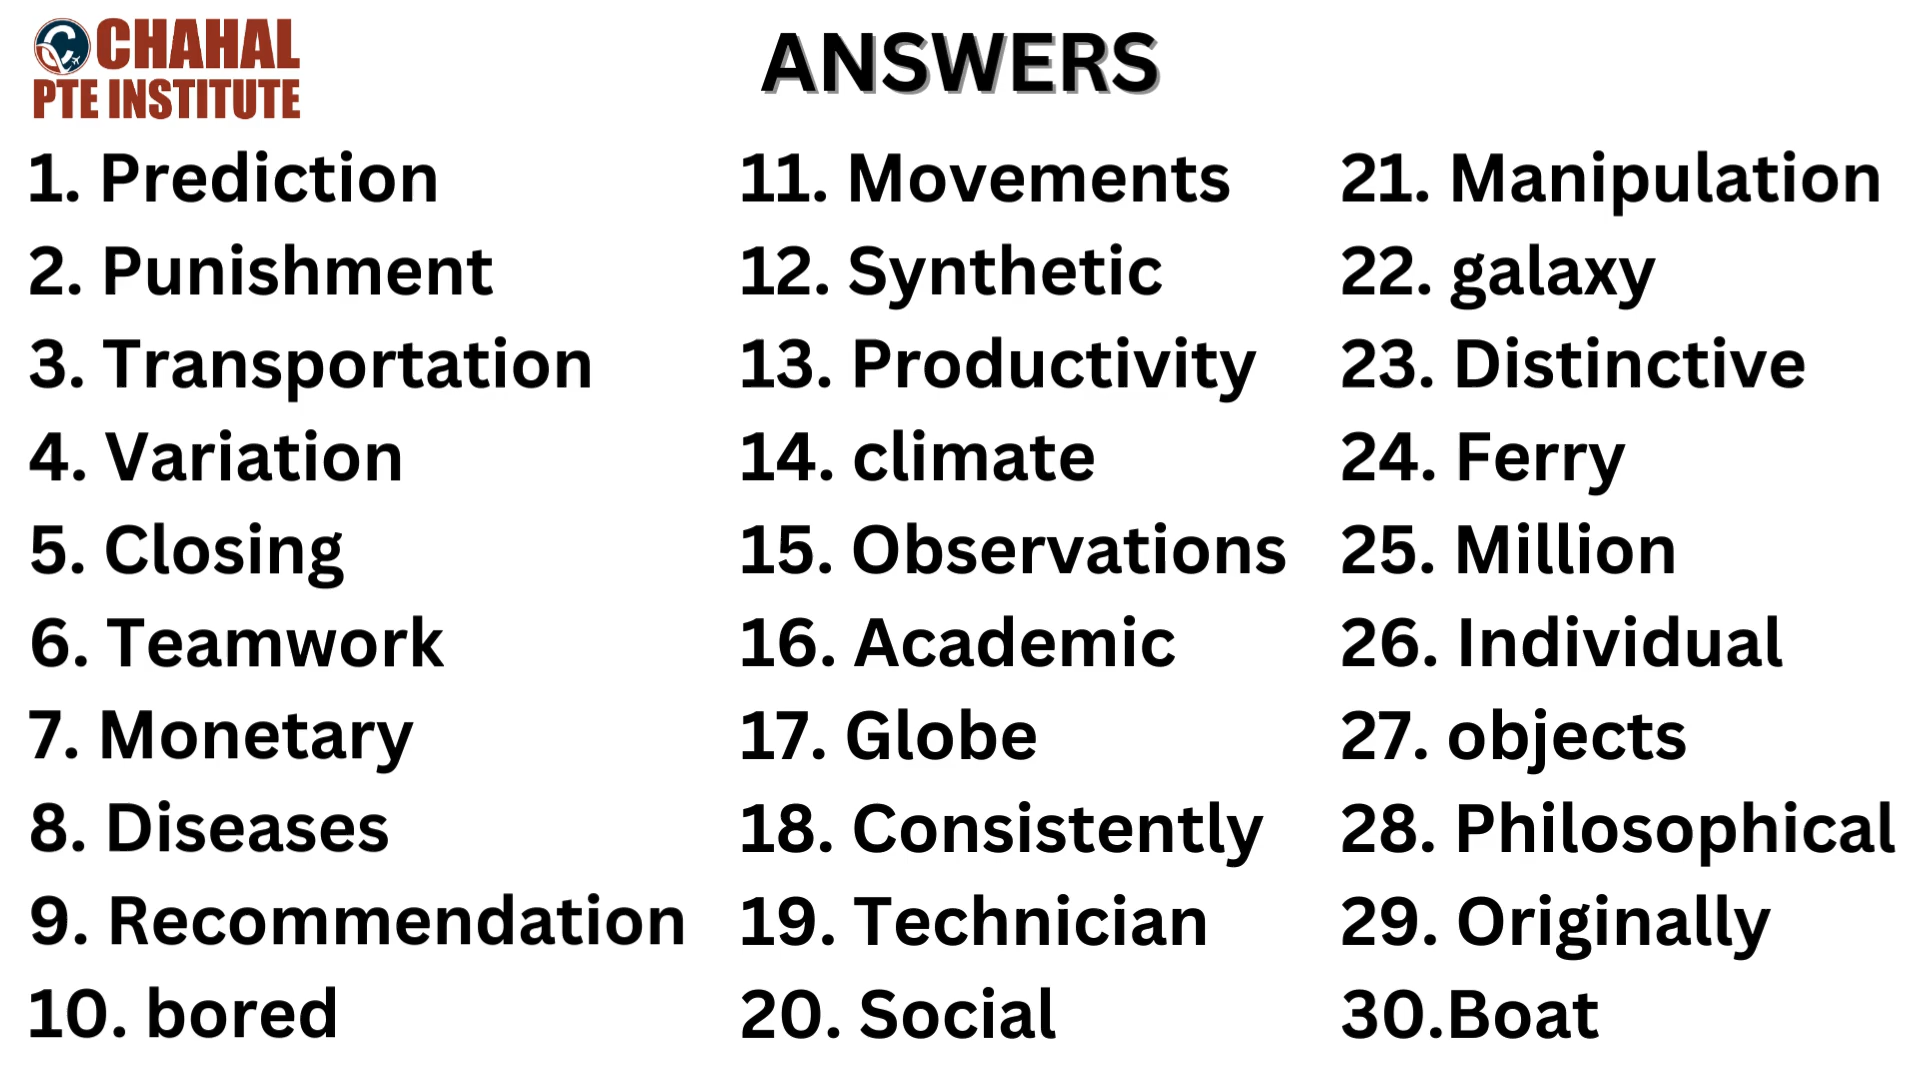 CHAHAL
PTE INSTITUTE
ANSWERS
1. Prediction
2. Punishment
3. Transportation
4. Variation
5. Closing
6. Teamwork
7. Monetary
8. Diseases
9. Recommendation
10. bored
11. Movements
12. Synthetic
13. Productivity
14. climate
15. Observations
16. Academic
17. Globe
18. Consistently
19. Technician
20. Social
21. Manipulation
22. galaxy
23. Distinctive
24. Ferry
25. Million
26. Individual
27. objects
28. Philosophical
29. Originally
30.Boat